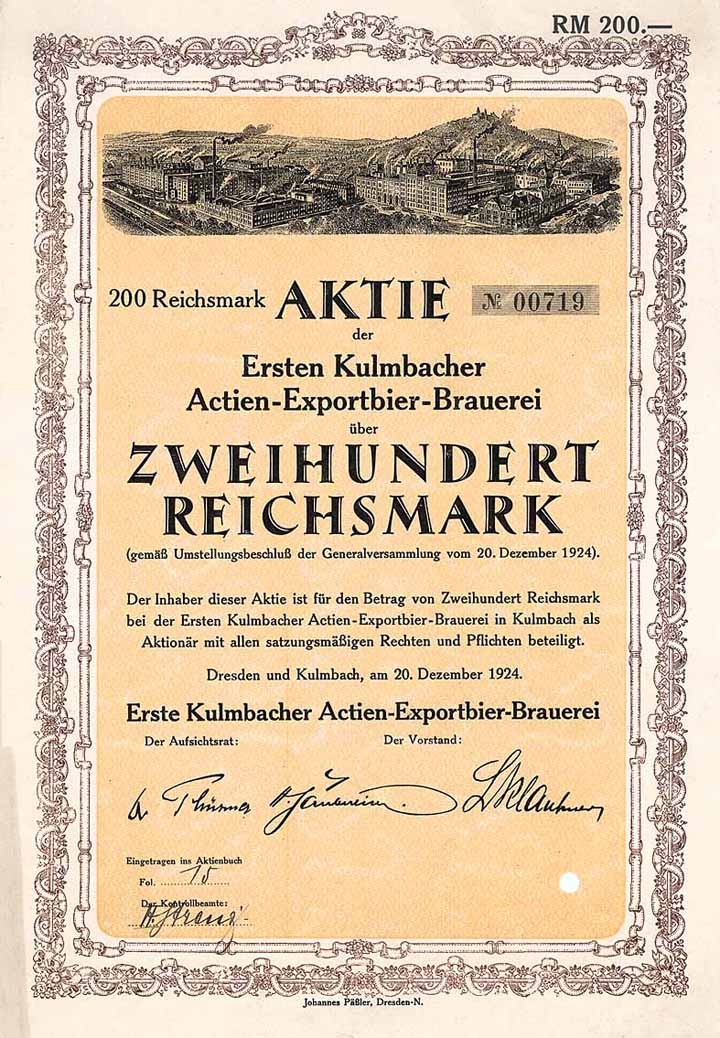 RM 200.—
200 Reichsmark AKTIE № 00719
der
Ersten Kulmbacher
Actien-Exportbier-Brauerei
über
ZWEIHUNDERT
REICHSMARK
(gemäß Umstellungsbeschluß der Generalversammlung vom 20. Dezember 1924).
Der Inhaber dieser Aktie ist für den Betrag von Zweihundert Reichsmark
bei der Ersten Kulmbacher Actien-Exportbier-Brauerei in Kulmbach als
Aktionär mit allen satzungsmäßigen Rechten und Pflichten beteiligt.
Dresden und Kulmbach, am 20. Dezember 1924.
Erste Kulmbacher Actien-Exportbier-Brauerei
Der Aufsichtsrat: Der Vorstand:
Eingetragen ins Aktienbuch
Fol. 15
Der Kontrollbeamte:
Johannes Päßler, Dresden-N.